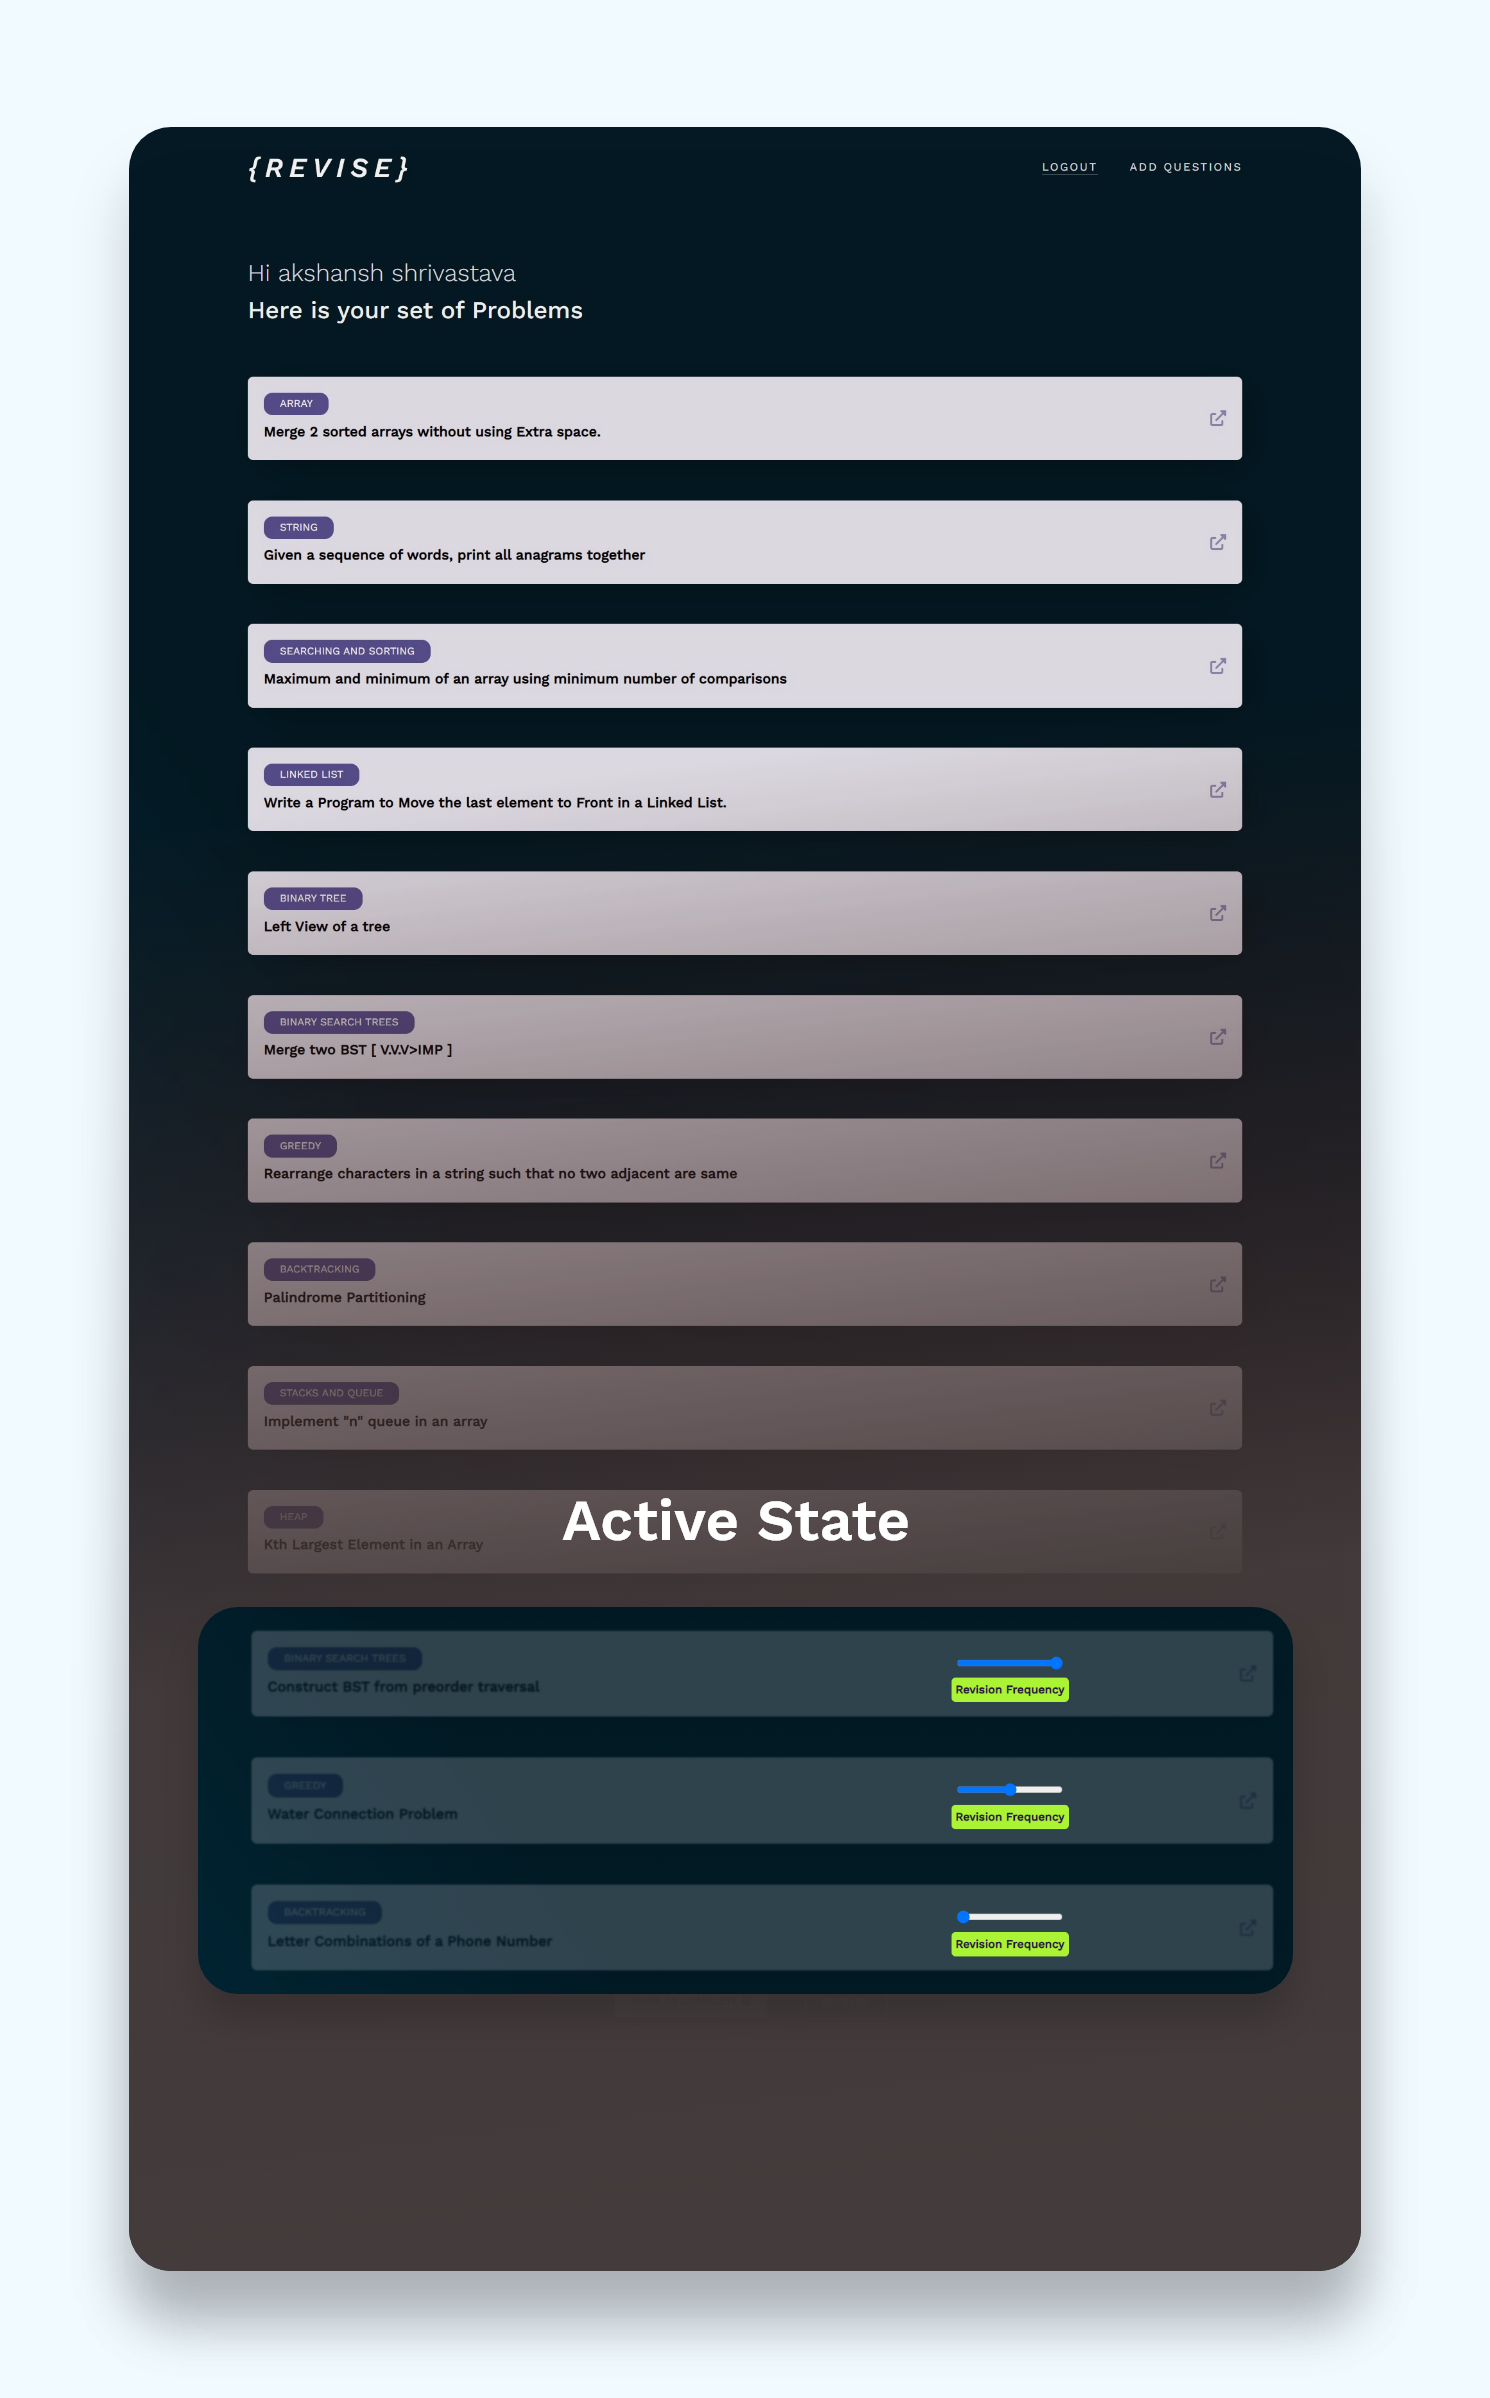 {REVISE}
LOGOUT
ADD QUESTIONS
Hi akshansh shrivastava
Here is your set of Problems
ARRAY
Merge 2 sorted arrays without using Extra space.
STRING
Given a sequence of words, print all anagrams together
SEARCHING AND SORTING
Maximum and minimum of an array using minimum number of comparisons
LINKED LIST
Write a Program to Move the last element to Front in a Linked List.
BINARY TREE
Left View of a tree
BINARY SEARCH TREES
Merge two BST [ V.V.V>IMP ]
GREEDY
Rearrange characters in a string such that no two adjacent are same
BACKTRACKING
Palindrome Partitioning
STACKS AND QUEUE
Implement "n" queue in an array
HEAP
Kth Largest Element in an Array
Active State
BINARY SEARCH TREES
Construct BST from preorder traversal
Revision Frequency
GREEDY
Water Connection Problem
Revision Frequency
BACKTRACKING
Letter Combinations of a Phone Number
Revision Frequency